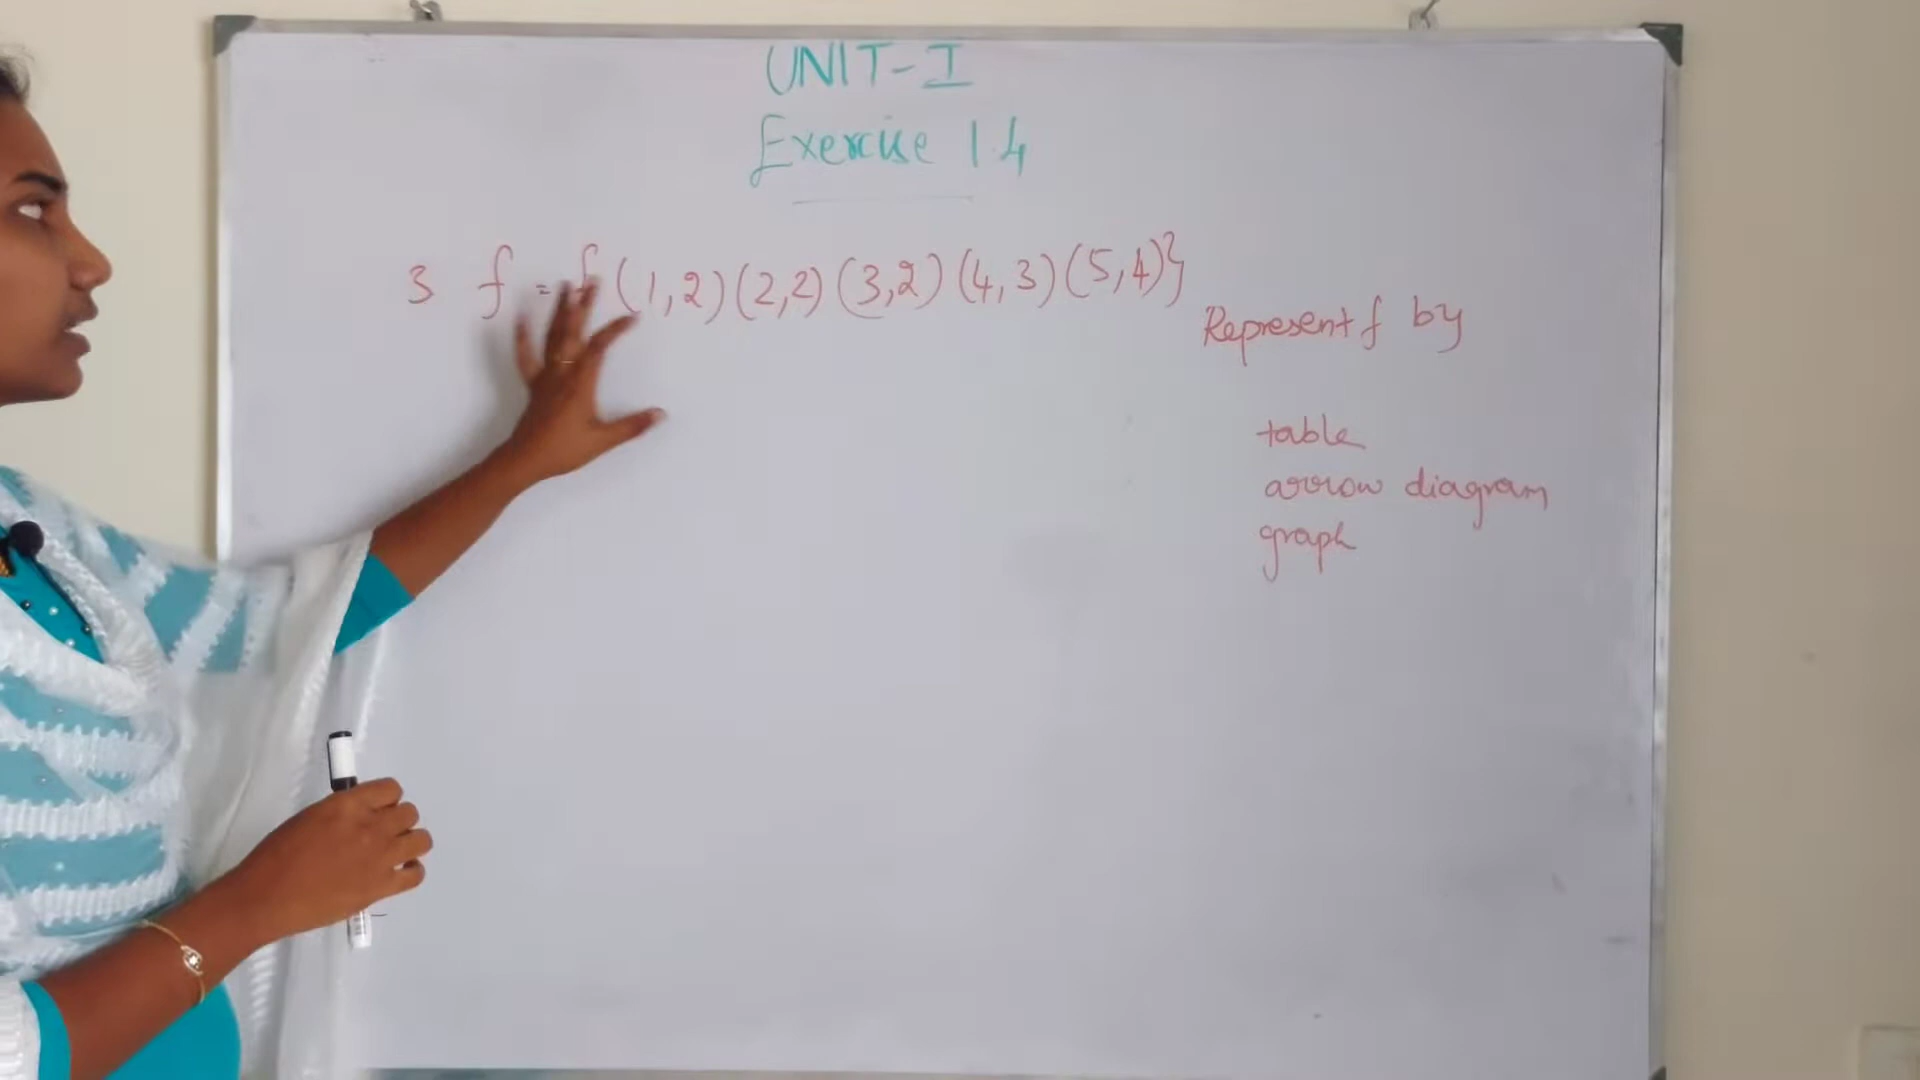 UNIT-I
Exercise 1.4
3 f = { (1,2) (2,2) (3,2) (4,3) (5,4)}
Represent f by
table
arrow diagram
graph